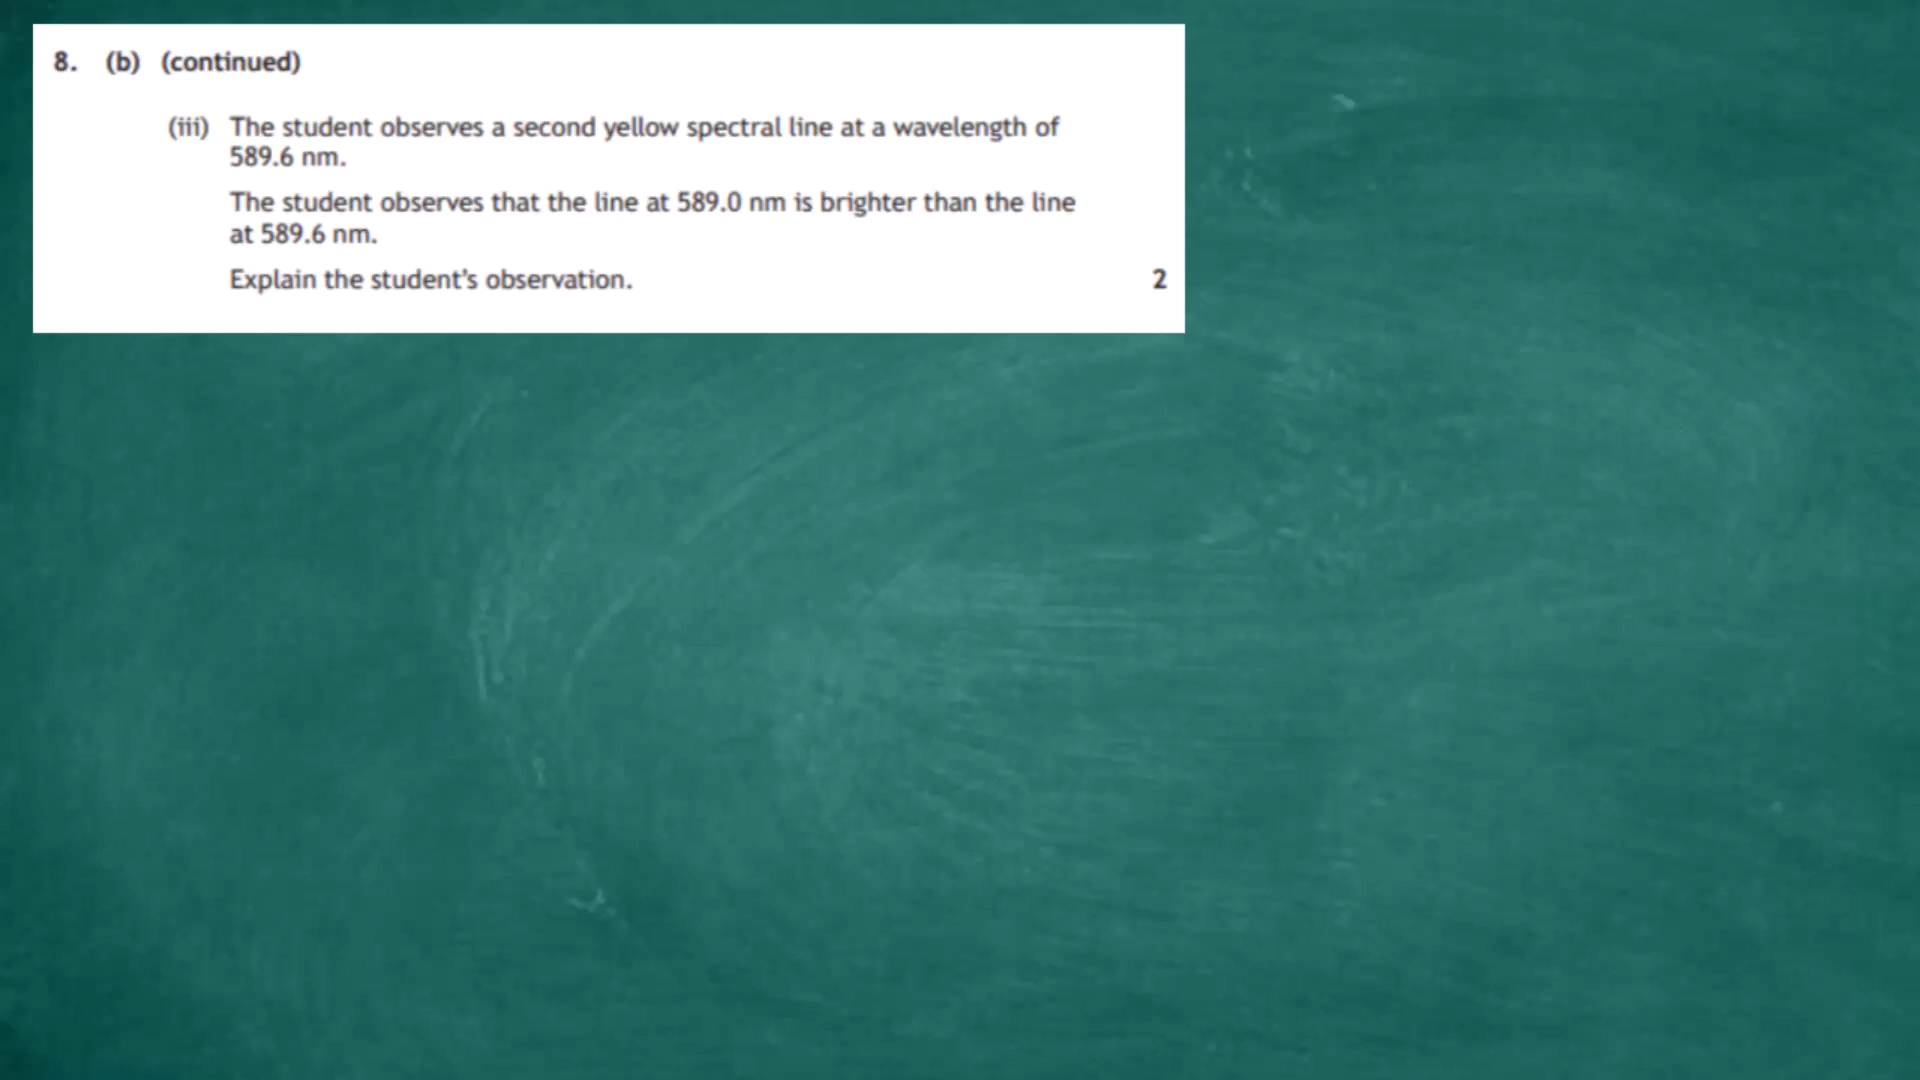 8. (b) (continued)
(iii) The student observes a second yellow spectral line at a wavelength of
589.6 nm.
The student observes that the line at 589.0 nm is brighter than the line
at 589.6 nm.
Explain the student's observation. 2